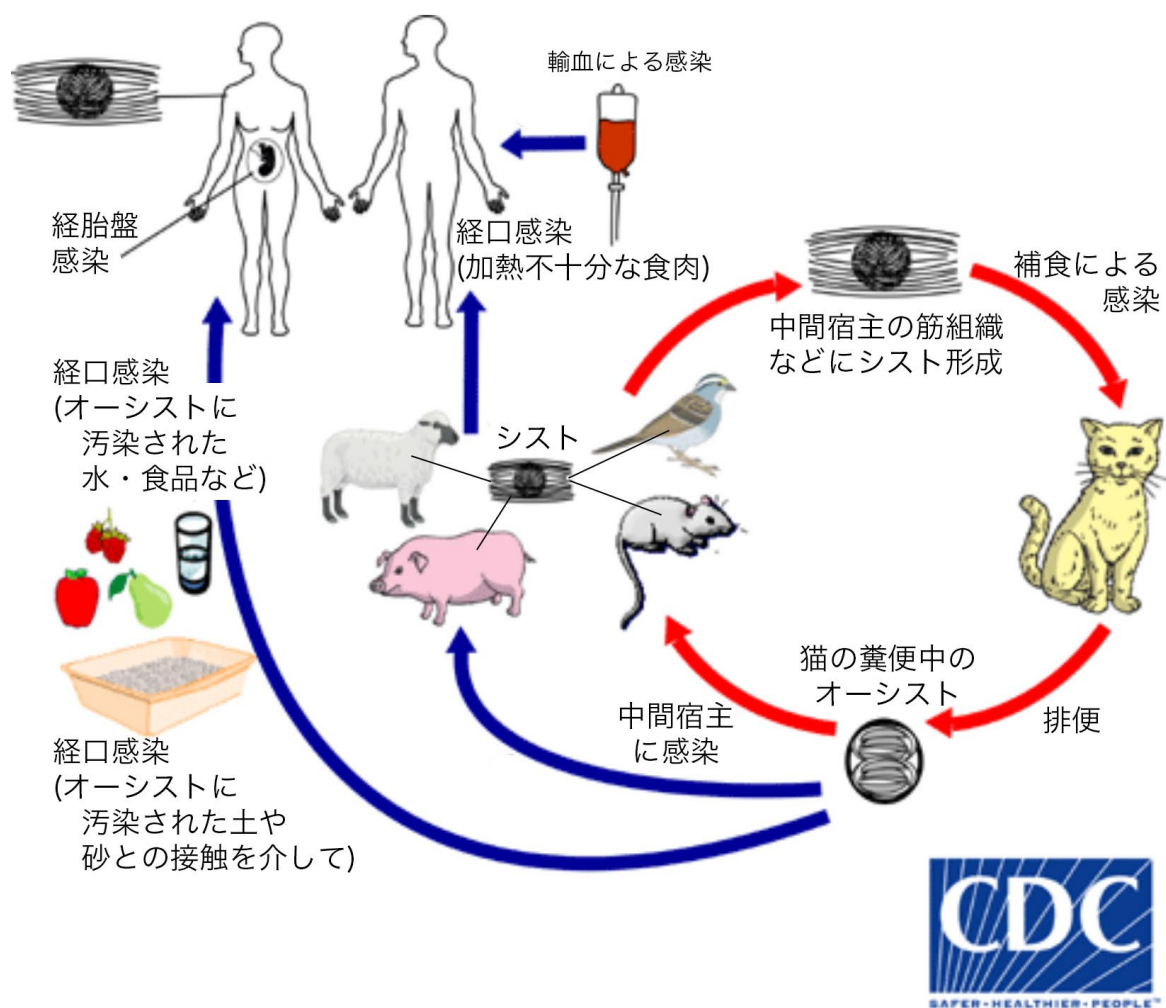 輸血による感染
経胎盤
感染
経口感染
(加熱不十分な食肉)
補食による
感染
中間宿主の筋組織
などにシスト形成
経口感染
(オーシストに
汚染された
水・食品など)
シスト
猫の糞便中の
オーシスト
中間宿主
に感染
排便
経口感染
(オーシストに
汚染された土や
砂との接触を介して)
CDC
SAFER・HEALTHIER・PEOPLE™